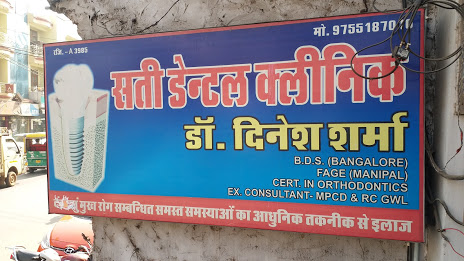 रजि. - A 3985
मो. 9755187
सती डेन्टल क्लीनिक
डॉ. दिनेश शर्मा
B.D.S. (BANGALORE)
FAGE (MANIPAL)
CERT. IN ORTHODONTICS
EX. CONSULTANT- MPCD & RC GWL
मुख रोग सम्बन्धित समस्त समस्याओं का आधुनिक तकनीक से इलाज